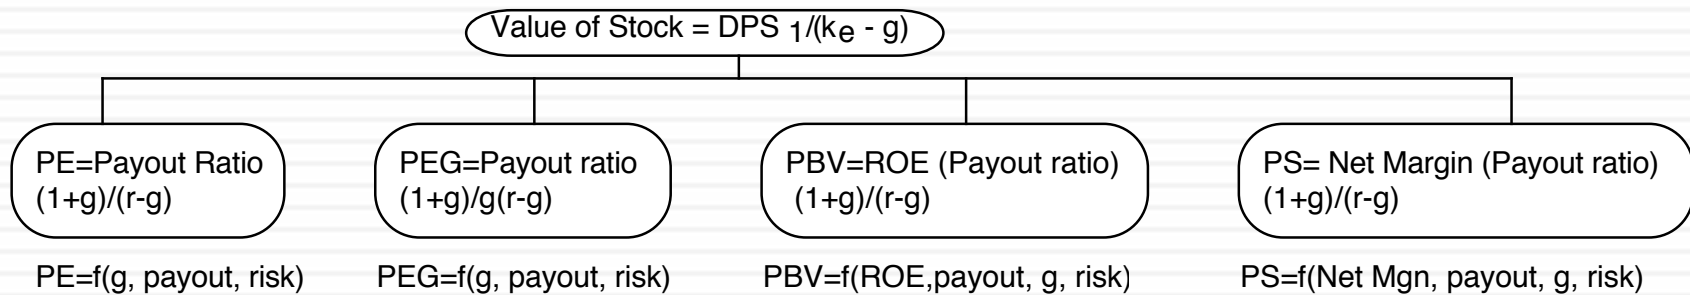 Value of Stock = DPS 1/(ke - g)
PE=Payout Ratio
(1+g)/(r-g)
PEG=Payout ratio
(1+g)/g(r-g)
PBV=ROE (Payout ratio)
(1+g)/(r-g)
PS= Net Margin (Payout ratio)
(1+g)/(r-g)
PE=f(g, payout, risk)
PEG=f(g, payout, risk)
PBV=f(ROE,payout, g, risk)
PS=f(Net Mgn, payout, g, risk)